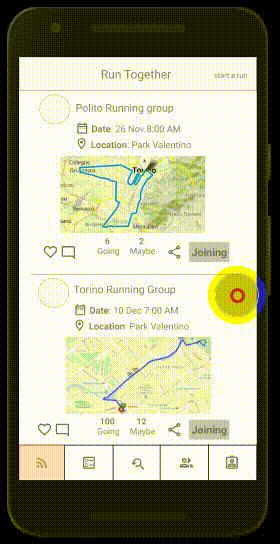 Run Together
start a run
Polito Running group
Date: 26 Nov 8:00 AM
Location: Park Valentino
Collegno
Torino
Moncalieri
6 Going
2 Maybe
Joining
Torino Running Group
Date: 10 Dec 7:00 AM
Location: Park Valentino
100 Going
12 Maybe
Joining